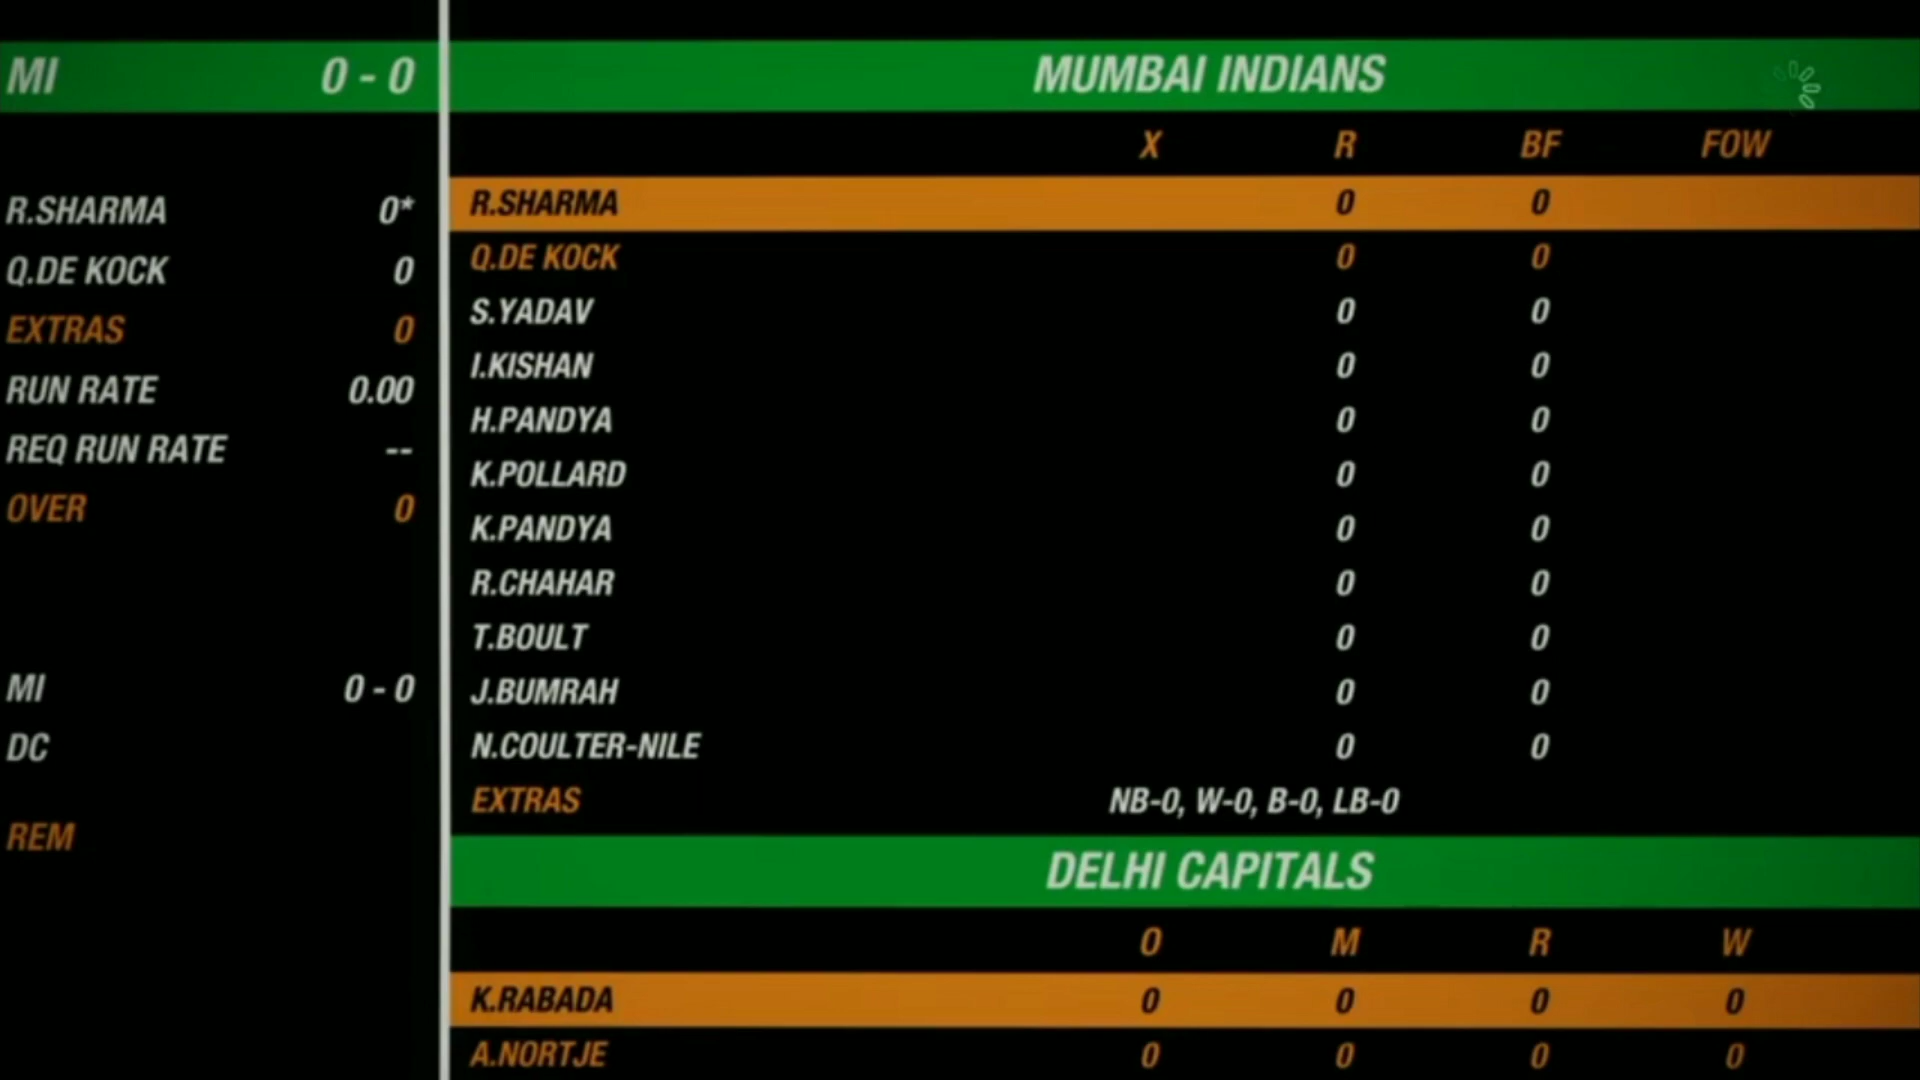 MI 0 - 0
R.SHARMA 0*
Q.DE KOCK 0
EXTRAS 0
RUN RATE 0.00
REQ RUN RATE --
OVER 0
MI 0 - 0
DC
REM
MUMBAI INDIANS
X R BF FOW
R.SHARMA 0 0
Q.DE KOCK 0 0
S.YADAV 0 0
I.KISHAN 0 0
H.PANDYA 0 0
K.POLLARD 0 0
K.PANDYA 0 0
R.CHAHAR 0 0
T.BOULT 0 0
J.BUMRAH 0 0
N.COULTER-NILE 0 0
EXTRAS NB-0, W-0, B-0, LB-0
DELHI CAPITALS
O M R W
K.RABADA 0 0 0 0
A.NORTJE 0 0 0 0